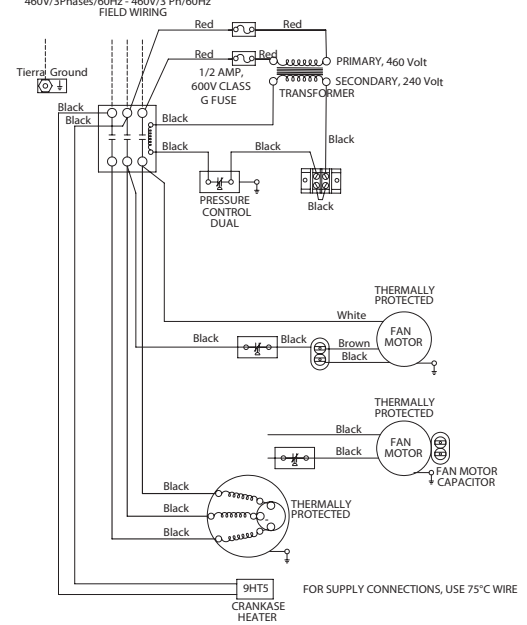 460V/3Phases/60Hz - 460V/3 Ph/60Hz
FIELD WIRING
Red
Red
Red
Red
PRIMARY, 460 Volt
Tierra Ground
1/2 AMP,
600V CLASS
G FUSE
SECONDARY, 240 Volt
TRANSFORMER
Black
Black
Black
Black
Black
Black
PRESSURE
CONTROL
DUAL
Black
THERMALLY
PROTECTED
White
FAN
MOTOR
Black
Black
Brown
Black
THERMALLY
PROTECTED
Black
FAN
MOTOR
Black
FAN MOTOR
CAPACITOR
Black
Black
Black
THERMALLY
PROTECTED
9HT5
FOR SUPPLY CONNECTIONS, USE 75°C WIRE
CRANKASE
HEATER